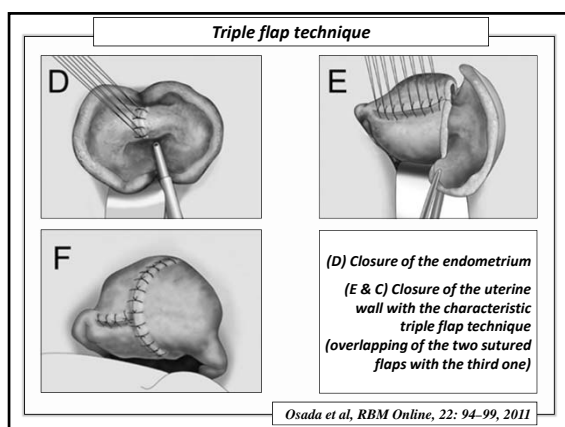 Triple flap technique
D
E
F
(D) Closure of the endometrium
(E & C) Closure of the uterine
wall with the characteristic
triple flap technique
(overlapping of the two sutured
flaps with the third one)
Osada et al, RBM Online, 22: 94–99, 2011